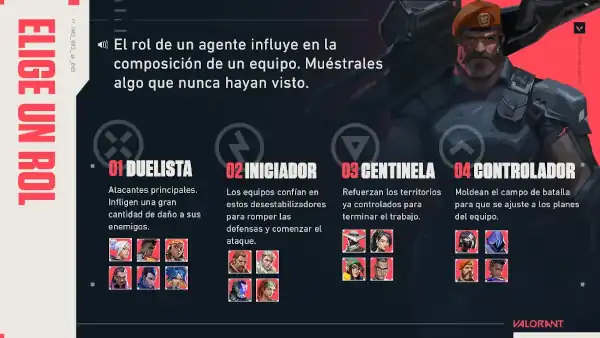 ELIGE UN ROL
El rol de un agente influye en la
composición de un equipo. Muéstrales
algo que nunca hayan visto.
01 DUELISTA
Atacantes principales.
Infligen una gran
cantidad de daño a sus
enemigos.
02 INICIADOR
Los equipos confían en
estos desestabilizadores
para romper las
defensas y comenzar el
ataque.
03 CENTINELA
Refuerzan los territorios
ya controlados para
terminar el trabajo.
04 CONTROLADOR
Moldean el campo de batalla
para que se ajuste a los planes
del equipo.
VALORANT